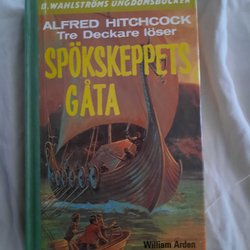 B. WAHLSTRÖMS UNGDOMSBÖCKER
ALFRED HITCHCOCK
Tre Deckare löser
SPÖKSKEPPETS
GÅTA
William Arden